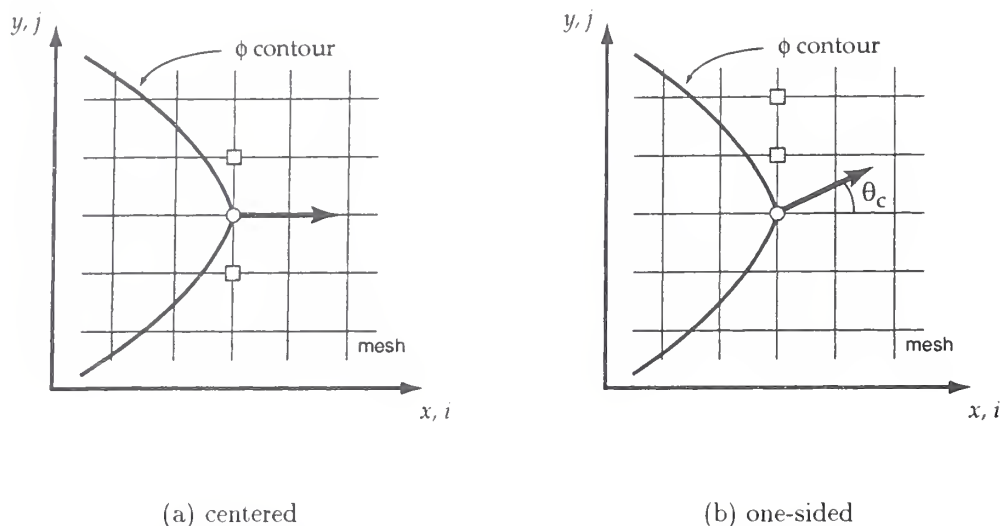 y, j
ϕ contour
mesh
x, i
(a) centered
y, j
ϕ contour
θc
mesh
x, i
(b) one-sided